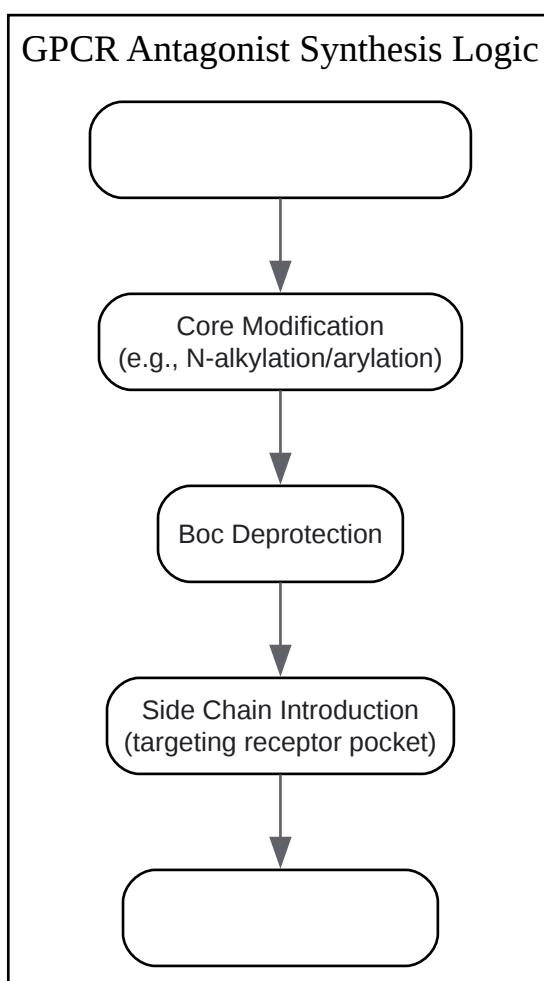 GPCR Antagonist Synthesis Logic
Core Modification
(e.g., N-alkylation/arylation)
Boc Deprotection
Side Chain Introduction
(targeting receptor pocket)